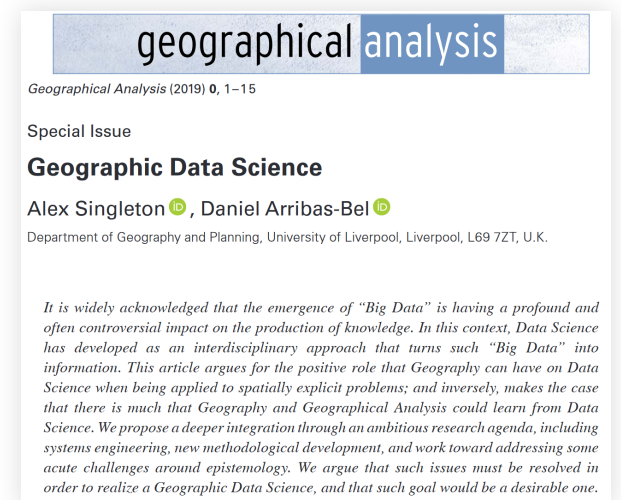 geographical analysis
Geographical Analysis (2019) 0, 1–15
Special Issue
Geographic Data Science
Alex Singleton iD, Daniel Arribas-Bel iD
Department of Geography and Planning, University of Liverpool, Liverpool, L69 7ZT, U.K.
It is widely acknowledged that the emergence of “Big Data” is having a profound and
often controversial impact on the production of knowledge. In this context, Data Science
has developed as an interdisciplinary approach that turns such “Big Data” into
information. This article argues for the positive role that Geography can have on Data
Science when being applied to spatially explicit problems; and inversely, makes the case
that there is much that Geography and Geographical Analysis could learn from Data
Science. We propose a deeper integration through an ambitious research agenda, including
systems engineering, new methodological development, and work toward addressing some
acute challenges around epistemology. We argue that such issues must be resolved in
order to realize a Geographic Data Science, and that such goal would be a desirable one.